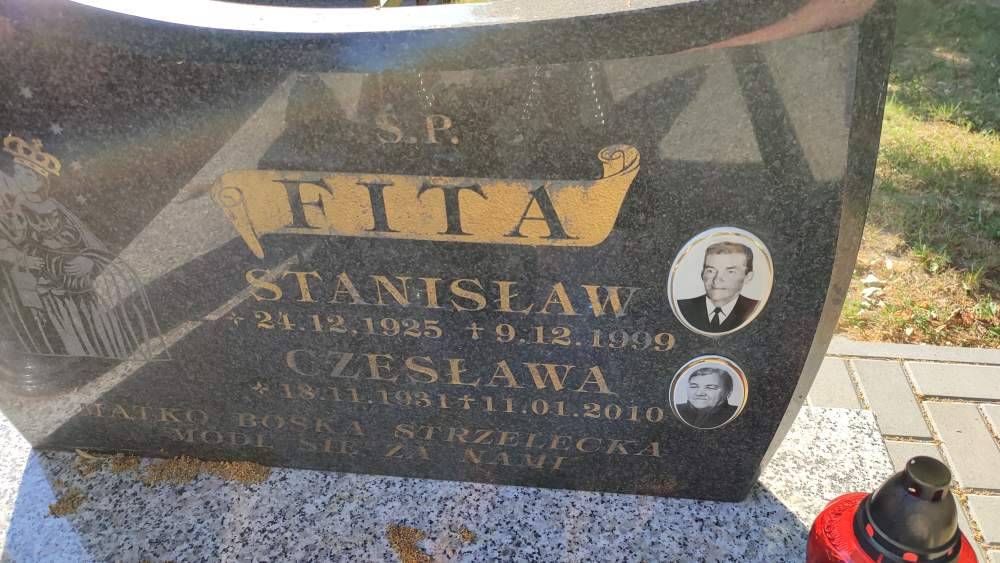 Ś.P.
FITA
STANISŁAW
* 24.12.1925 † 9.12.1999
CZESŁAWA
* 18.11.1931 † 11.01.2010
MATKO BOSKA STRZELECKA
MÓDL SIĘ ZA NAMI